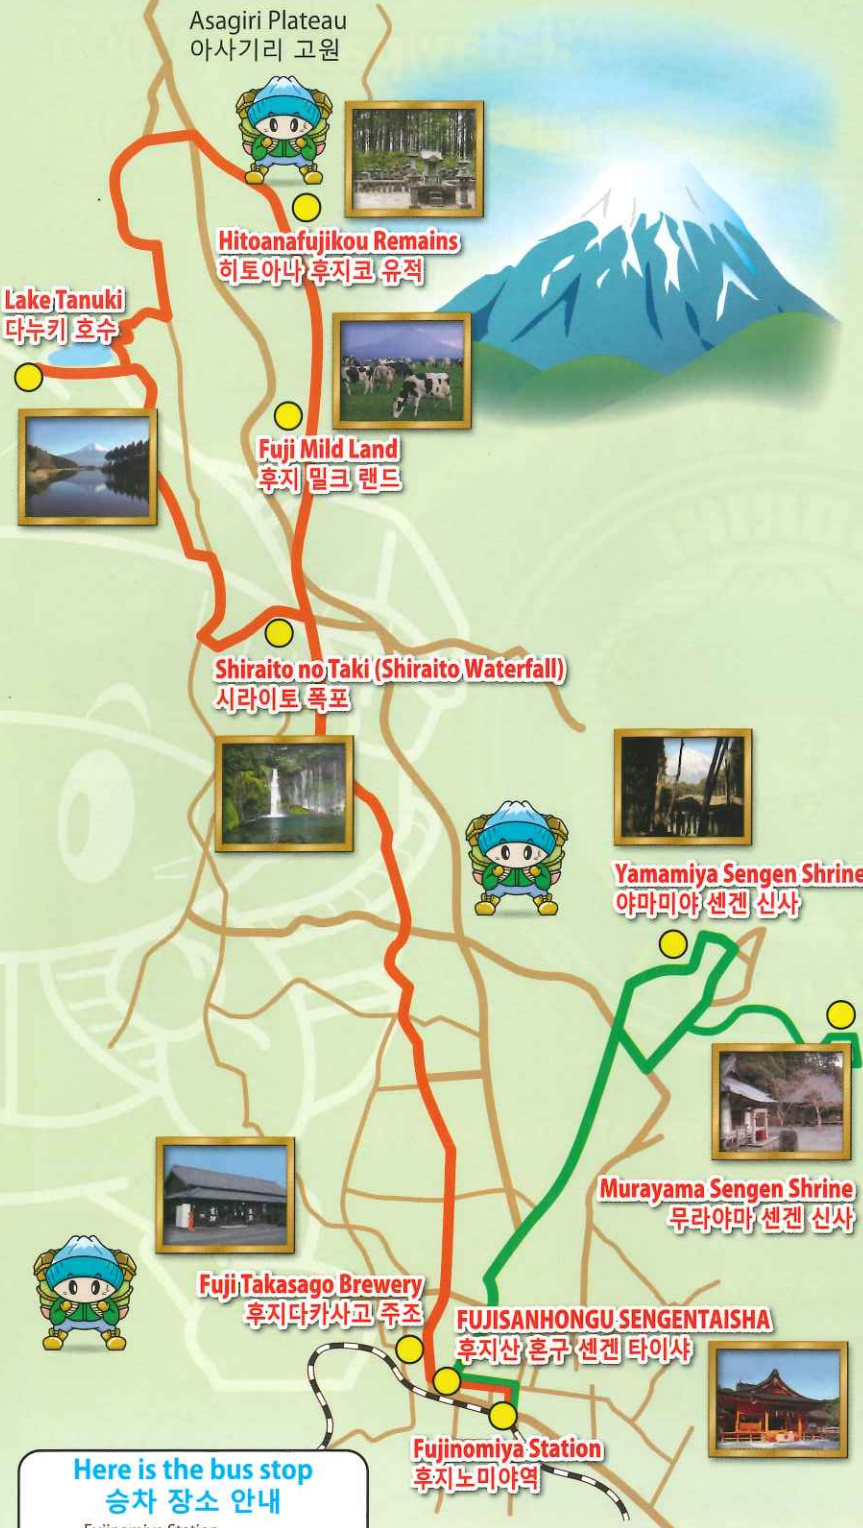 Asagiri Plateau
아사기리 고원
Hitoanafujikou Remains
히토아나 후지코 유적
Lake Tanuki
다누키 호수
Fuji Mild Land
후지 밀크 랜드
Shiraito no Taki (Shiraito Waterfall)
시라이토 폭포
Yamamiya Sengen Shrine
야마미야 센겐 신사
Murayama Sengen Shrine
무라야마 센겐 신사
Fuji Takasago Brewery
후지다카사고 주조
FUJISANHONGU SENGENTAISHA
후지산 혼구 센겐 타이샤
Fujinomiya Station
후지노미야역
Here is the bus stop
승차 장소 안내
Fujinomiya Station